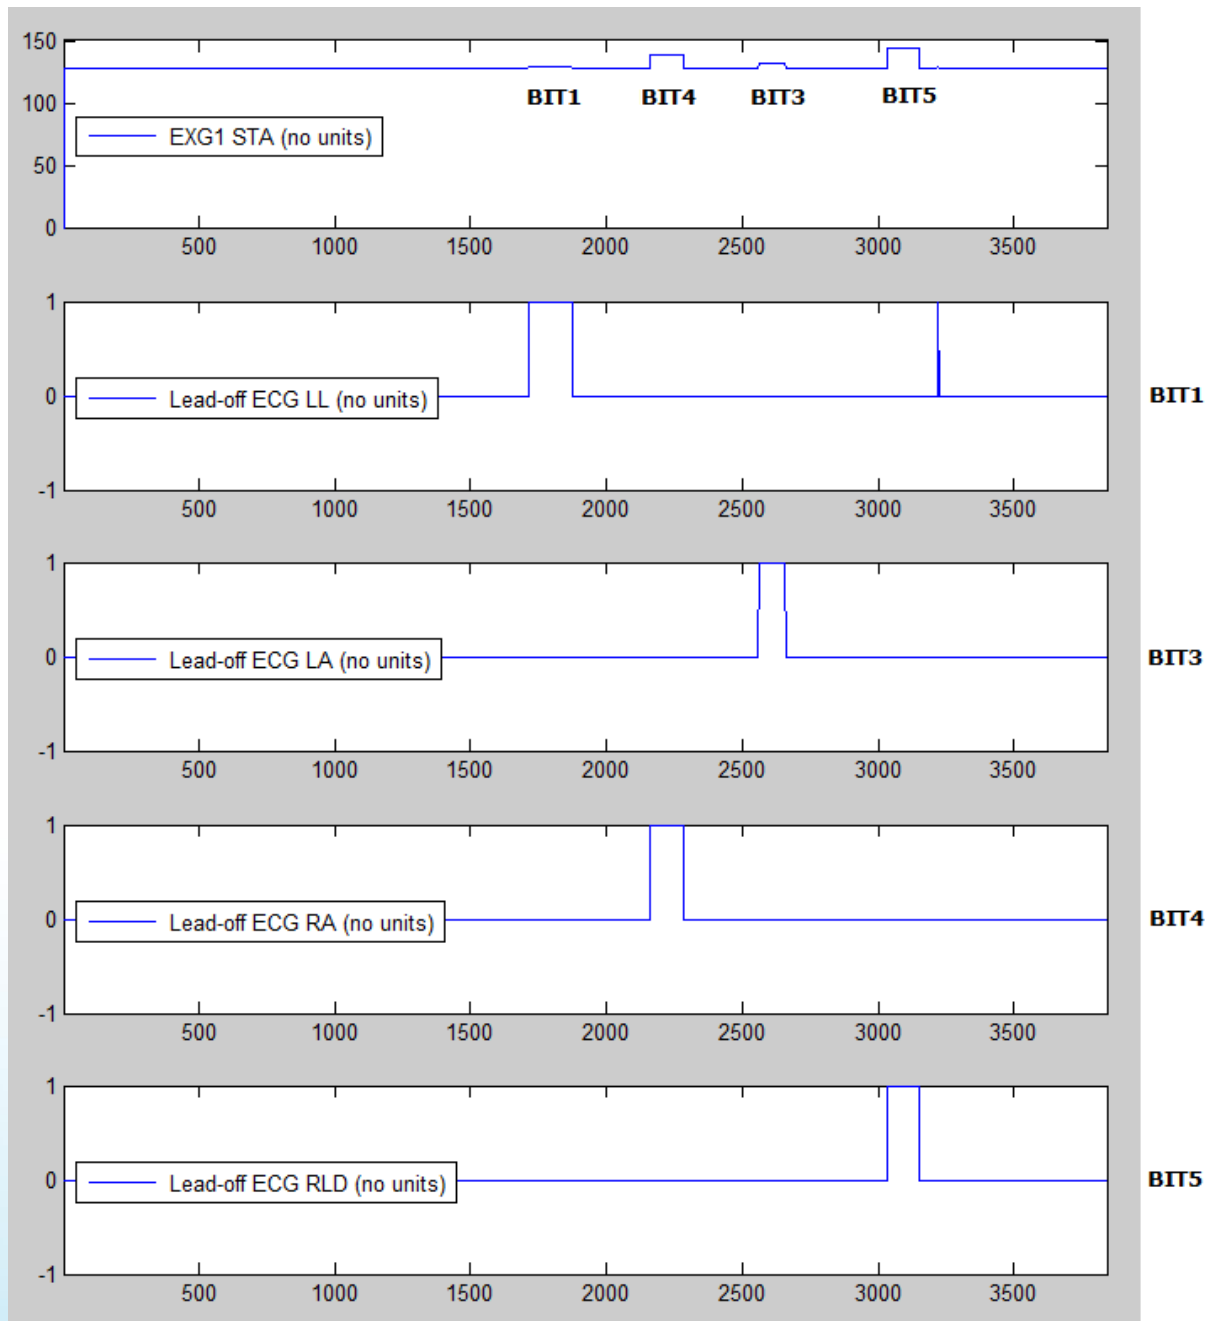 150
100
50
0
BIT1 BIT4 BIT3 BIT5
EXG1 STA (no units)
500 1000 1500 2000 2500 3000 3500
1
0
-1
Lead-off ECG LL (no units)
BIT1
500 1000 1500 2000 2500 3000 3500
1
0
-1
Lead-off ECG LA (no units)
BIT3
500 1000 1500 2000 2500 3000 3500
1
0
-1
Lead-off ECG RA (no units)
BIT4
500 1000 1500 2000 2500 3000 3500
1
0
-1
Lead-off ECG RLD (no units)
BIT5
500 1000 1500 2000 2500 3000 3500